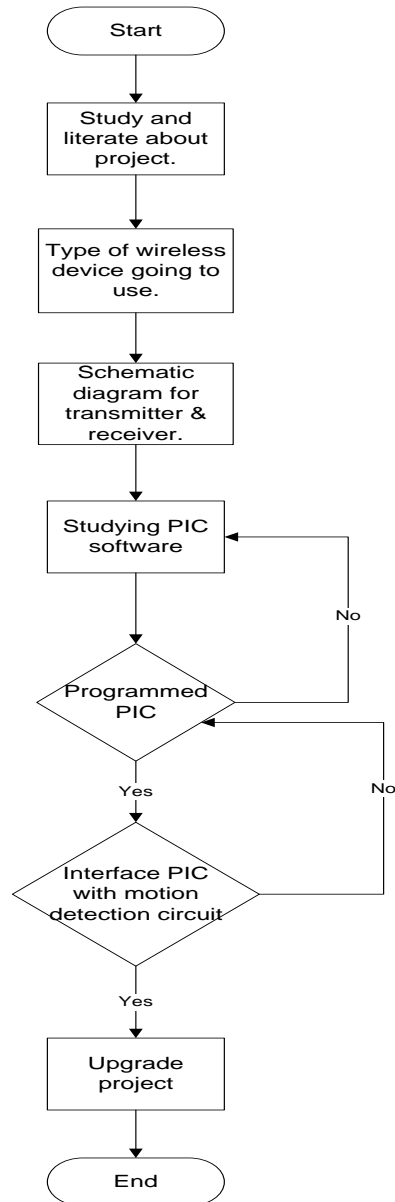 Start
Study and
literate about
project.
Type of wireless
device going to
use.
Schematic
diagram for
transmitter &
receiver.
Studying PIC
software
No
Programmed
PIC
Yes
No
Interface PIC
with motion
detection circuit
Yes
Upgrade
project
End